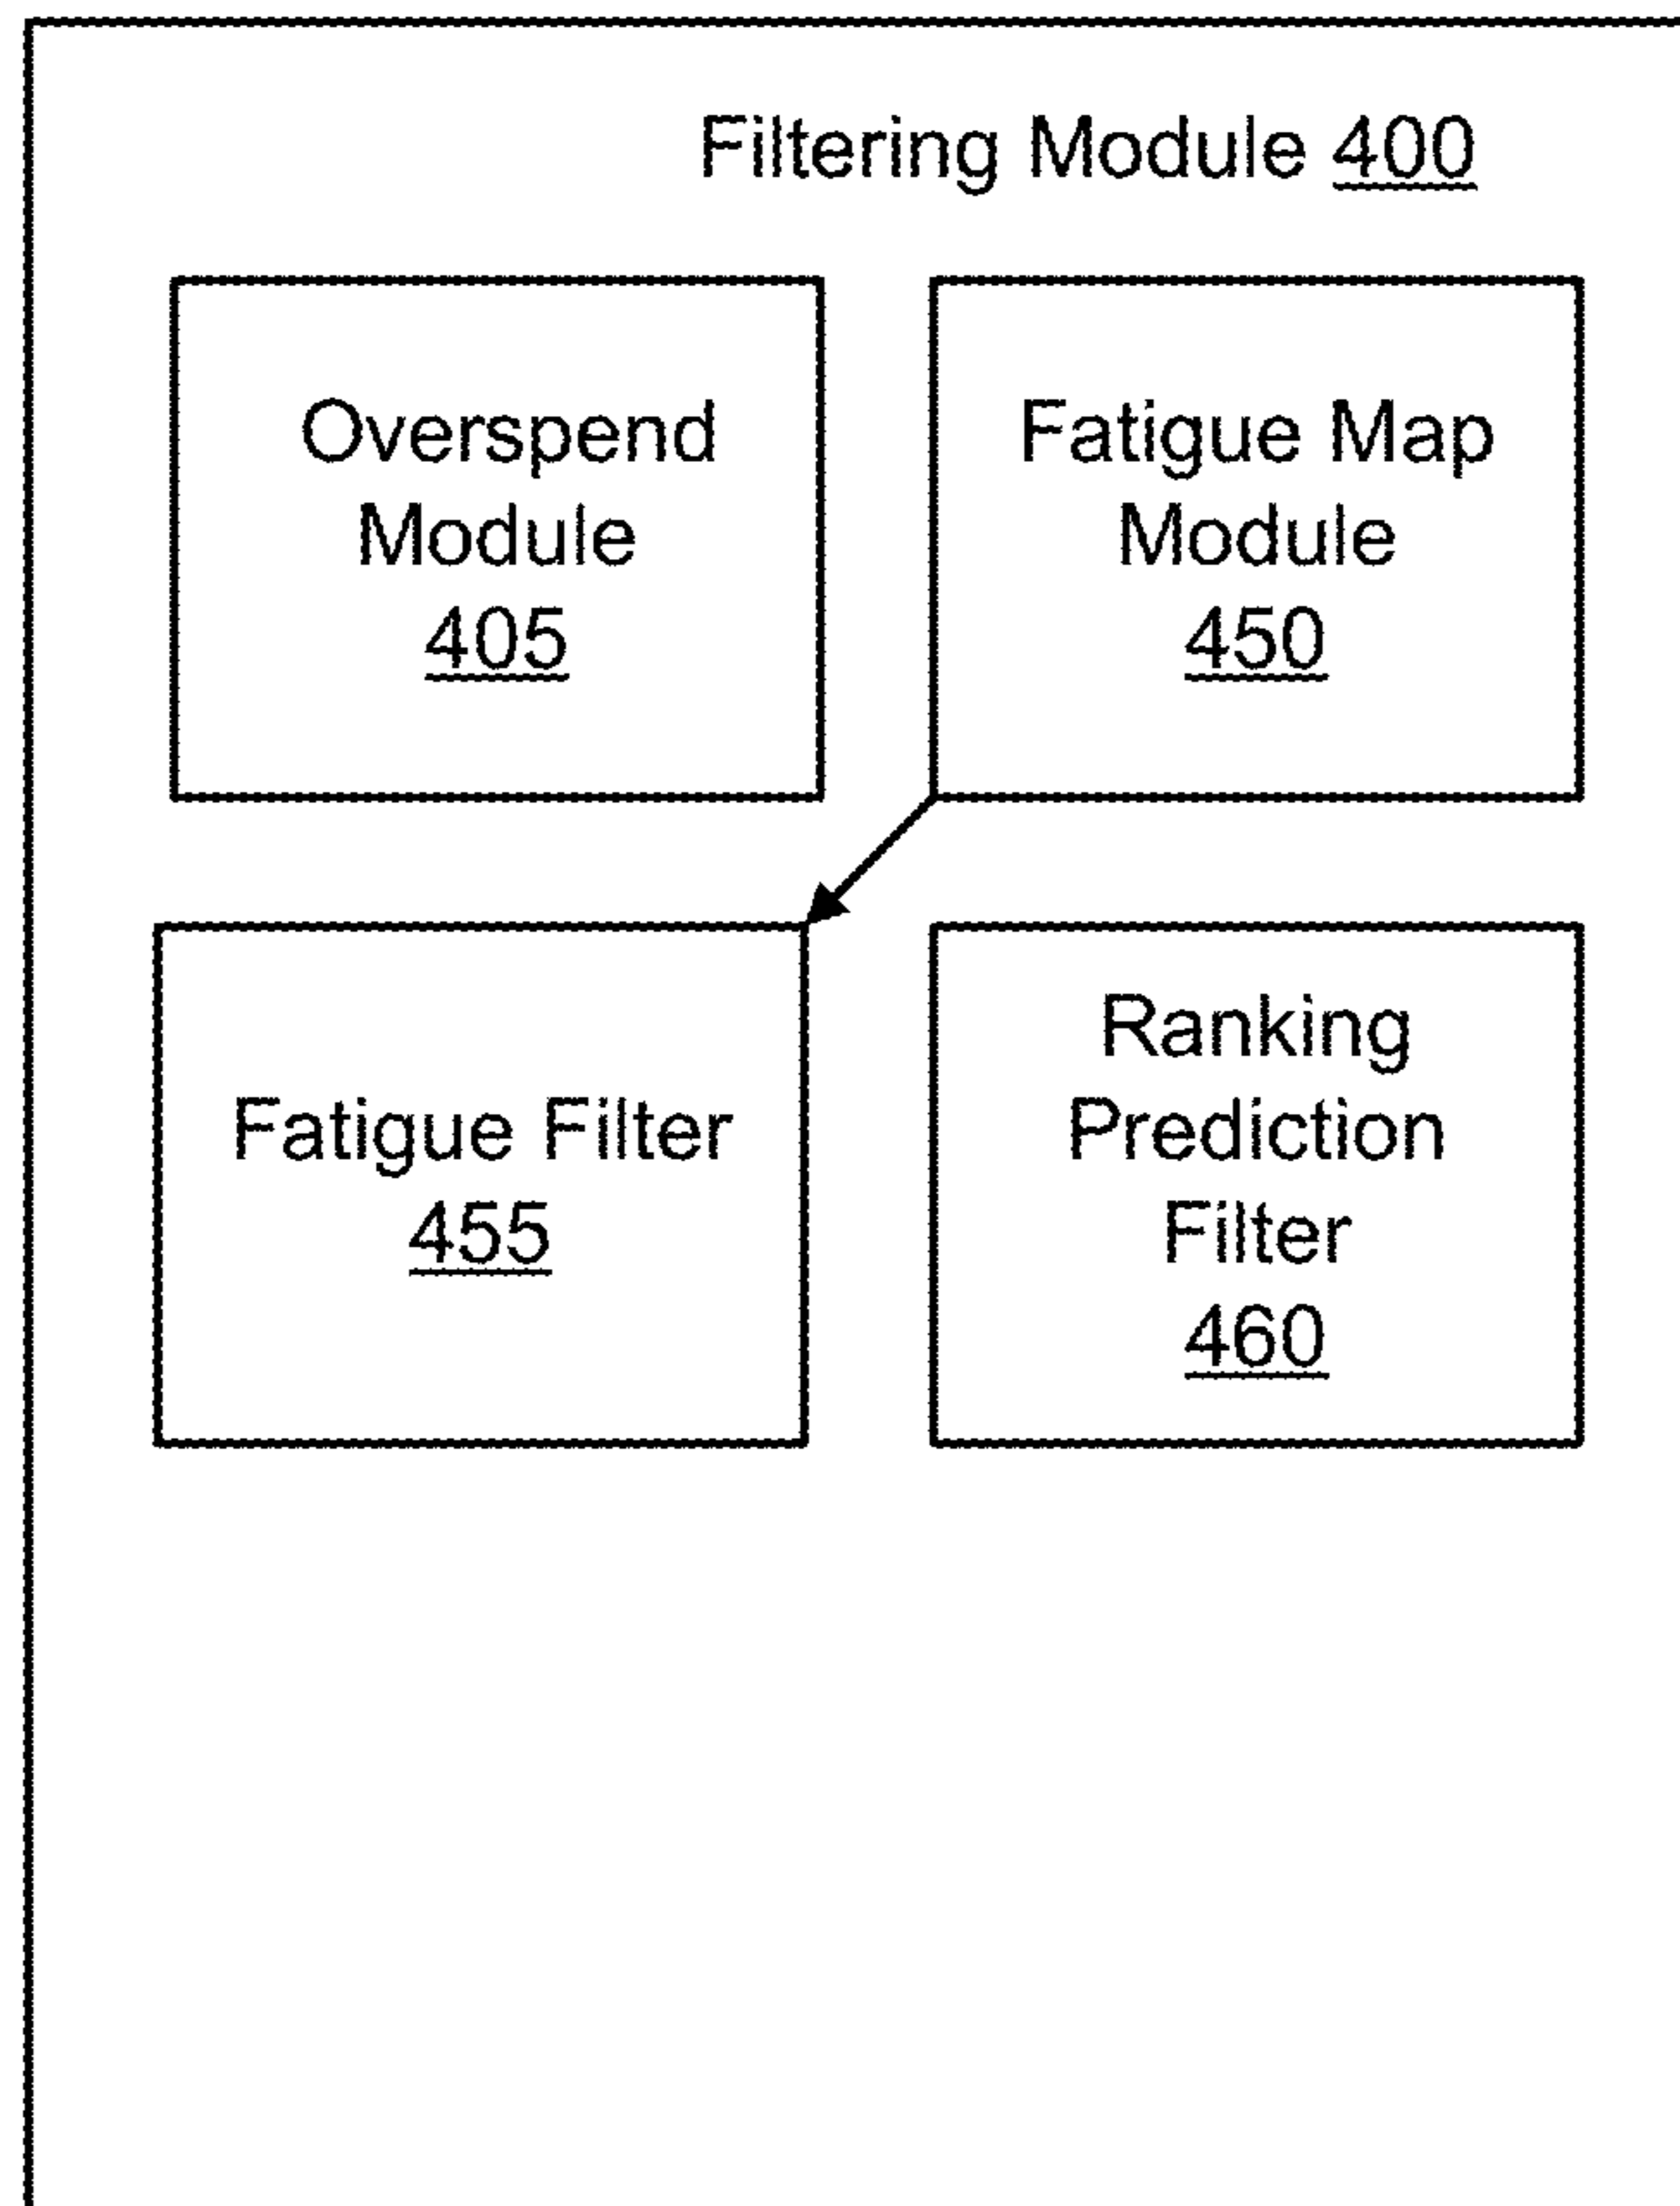 Filtering Module 400
Overspend
Module
405
Fatigue Map
Module
450
Fatigue Filter
455
Ranking
Prediction
Filter
460